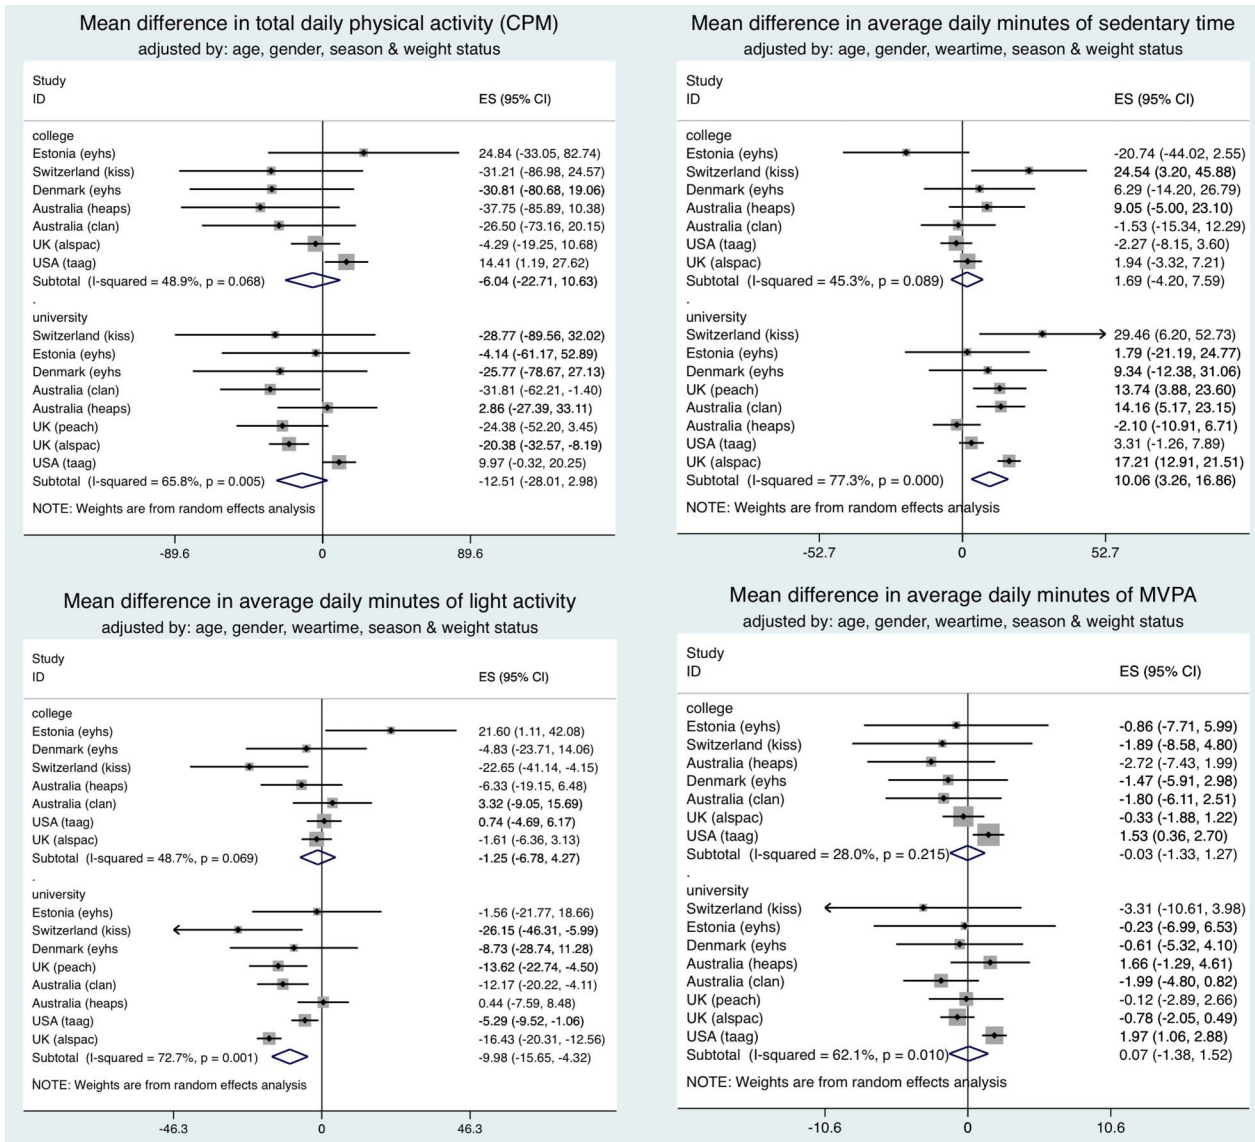 Mean difference in total daily physical activity (CPM)
adjusted by: age, gender, season & weight status
Study
ID ES (95% CI)
college
Estonia (eyhs) 24.84 (-33.05, 82.74)
Switzerland (kiss) -31.21 (-86.98, 24.57)
Denmark (eyhs -30.81 (-80.68, 19.06)
Australia (heaps) -37.75 (-85.89, 10.38)
Australia (clan) -26.50 (-73.16, 20.15)
UK (alspac) -4.29 (-19.25, 10.68)
USA (taag) 14.41 (1.19, 27.62)
Subtotal (I-squared = 48.9%, p = 0.068) -6.04 (-22.71, 10.63)
.
university
Switzerland (kiss) -28.77 (-89.56, 32.02)
Estonia (eyhs) -4.14 (-61.17, 52.89)
Denmark (eyhs -25.77 (-78.67, 27.13)
Australia (clan) -31.81 (-62.21, -1.40)
Australia (heaps) 2.86 (-27.39, 33.11)
UK (peach) -24.38 (-52.20, 3.45)
UK (alspac) -20.38 (-32.57, -8.19)
USA (taag) 9.97 (-0.32, 20.25)
Subtotal (I-squared = 65.8%, p = 0.005) -12.51 (-28.01, 2.98)
NOTE: Weights are from random effects analysis
-89.6 0 89.6
Mean difference in average daily minutes of sedentary time
adjusted by: age, gender, weartime, season & weight status
Study
ID ES (95% CI)
college
Estonia (eyhs) -20.74 (-44.02, 2.55)
Switzerland (kiss) 24.54 (3.20, 45.88)
Denmark (eyhs 6.29 (-14.20, 26.79)
Australia (heaps) 9.05 (-5.00, 23.10)
Australia (clan) -1.53 (-15.34, 12.29)
USA (taag) -2.27 (-8.15, 3.60)
UK (alspac) 1.94 (-3.32, 7.21)
Subtotal (I-squared = 45.3%, p = 0.089) 1.69 (-4.20, 7.59)
.
university
Switzerland (kiss) 29.46 (6.20, 52.73)
Estonia (eyhs) 1.79 (-21.19, 24.77)
Denmark (eyhs 9.34 (-12.38, 31.06)
UK (peach) 13.74 (3.88, 23.60)
Australia (clan) 14.16 (5.17, 23.15)
Australia (heaps) -2.10 (-10.91, 6.71)
USA (taag) 3.31 (-1.26, 7.89)
UK (alspac) 17.21 (12.91, 21.51)
Subtotal (I-squared = 77.3%, p = 0.000) 10.06 (3.26, 16.86)
NOTE: Weights are from random effects analysis
-52.7 0 52.7
Mean difference in average daily minutes of light activity
adjusted by: age, gender, weartime, season & weight status
Study
ID ES (95% CI)
college
Estonia (eyhs) 21.60 (1.11, 42.08)
Denmark (eyhs -4.83 (-23.71, 14.06)
Switzerland (kiss) -22.65 (-41.14, -4.15)
Australia (heaps) -6.33 (-19.15, 6.48)
Australia (clan) 3.32 (-9.05, 15.69)
USA (taag) 0.74 (-4.69, 6.17)
UK (alspac) -1.61 (-6.36, 3.13)
Subtotal (I-squared = 48.7%, p = 0.069) -1.25 (-6.78, 4.27)
.
university
Estonia (eyhs) -1.56 (-21.77, 18.66)
Switzerland (kiss) -26.15 (-46.31, -5.99)
Denmark (eyhs -8.73 (-28.74, 11.28)
UK (peach) -13.62 (-22.74, -4.50)
Australia (clan) -12.17 (-20.22, -4.11)
Australia (heaps) 0.44 (-7.59, 8.48)
USA (taag) -5.29 (-9.52, -1.06)
UK (alspac) -16.43 (-20.31, -12.56)
Subtotal (I-squared = 72.7%, p = 0.001) -9.98 (-15.65, -4.32)
NOTE: Weights are from random effects analysis
-46.3 0 46.3
Mean difference in average daily minutes of MVPA
adjusted by: age, gender, weartime, season & weight status
Study
ID ES (95% CI)
college
Estonia (eyhs) -0.86 (-7.71, 5.99)
Switzerland (kiss) -1.89 (-8.58, 4.80)
Australia (heaps) -2.72 (-7.43, 1.99)
Denmark (eyhs -1.47 (-5.91, 2.98)
Australia (clan) -1.80 (-6.11, 2.51)
UK (alspac) -0.33 (-1.88, 1.22)
USA (taag) 1.53 (0.36, 2.70)
Subtotal (I-squared = 28.0%, p = 0.215) -0.03 (-1.33, 1.27)
.
university
Switzerland (kiss) -3.31 (-10.61, 3.98)
Estonia (eyhs) -0.23 (-6.99, 6.53)
Denmark (eyhs -0.61 (-5.32, 4.10)
Australia (heaps) 1.66 (-1.29, 4.61)
Australia (clan) -1.99 (-4.80, 0.82)
UK (peach) -0.12 (-2.89, 2.66)
UK (alspac) -0.78 (-2.05, 0.49)
USA (taag) 1.97 (1.06, 2.88)
Subtotal (I-squared = 62.1%, p = 0.010) 0.07 (-1.38, 1.52)
NOTE: Weights are from random effects analysis
-10.6 0 10.6